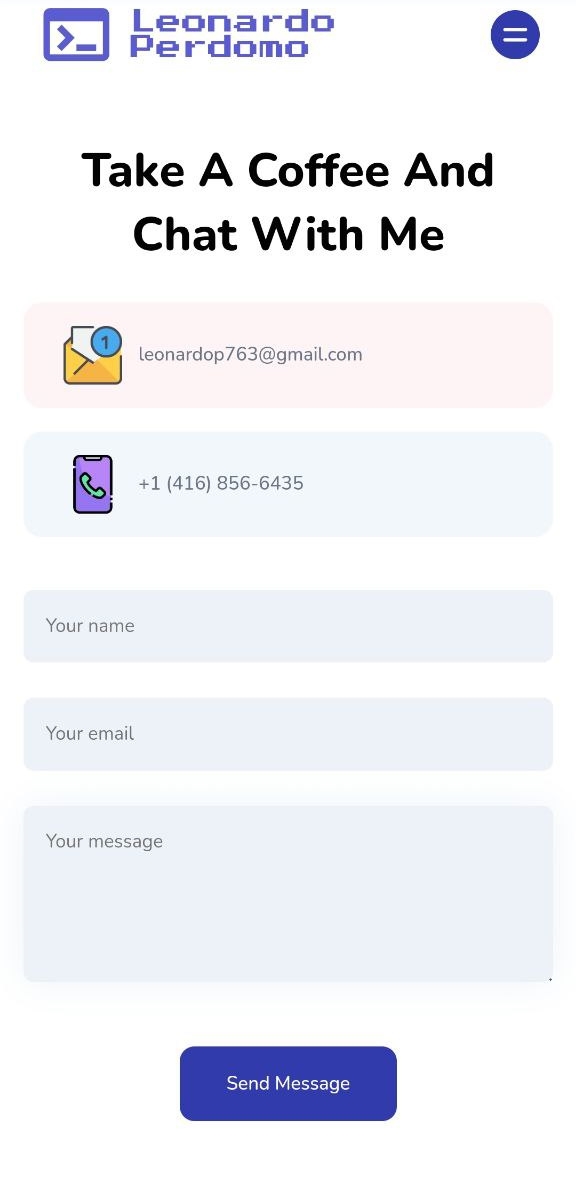 Leonardo
Perdomo
Take A Coffee And
Chat With Me
1
leonardop763@gmail.com
+1 (416) 856-6435
Your name
Your email
Your message
Send Message